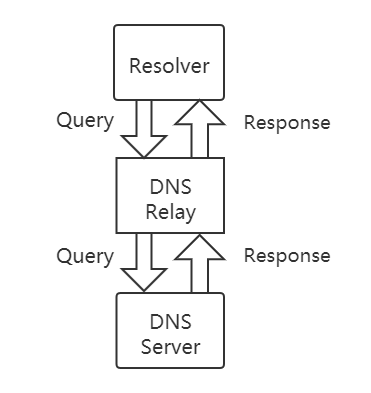 Resolver
Query
Response
DNS
Relay
Query
Response
DNS
Server